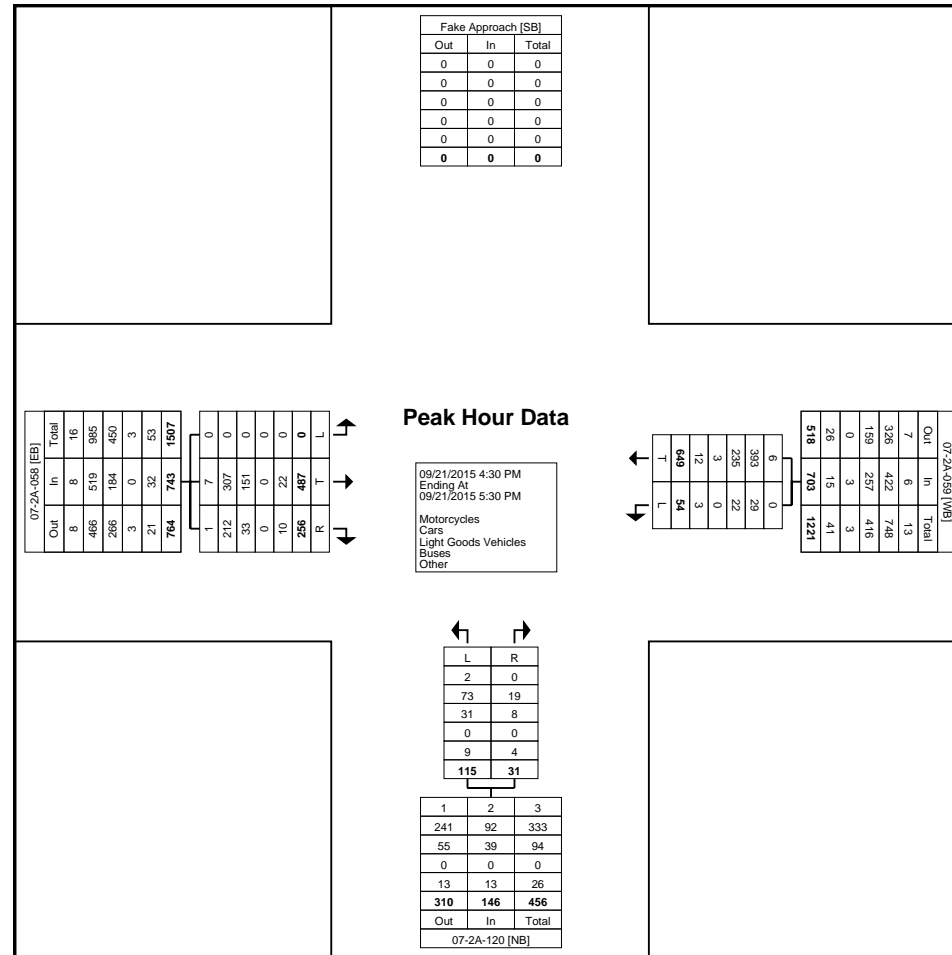 Fake Approach [SB]
Out In Total
0 0 0
0 0 0
0 0 0
0 0 0
0 0 0
0 0 0
Peak Hour Data
09/21/2015 4:30 PM
Ending At
09/21/2015 5:30 PM
Motorcycles
Cars
Light Goods Vehicles
Buses
Other
07-2A-058 [EB]
Total In Out
16 8 8
985 519 466
450 184 266
3 0 3
53 32 21
1507 743 764
0 7 1
0 307 212
0 151 33
0 0 0
0 22 10
0 487 256
L T R
07-2A-059 [WB]
Out In Total
7 6 13
326 422 748
159 257 416
0 3 3
26 15 41
518 703 1221
6 0
393 29
235 22
3 0
12 3
649 54
T L
L R
2 0
73 19
31 8
0 0
9 4
115 31
1 2 3
241 92 333
55 39 94
0 0 0
13 13 26
310 146 456
Out In Total
07-2A-120 [NB]